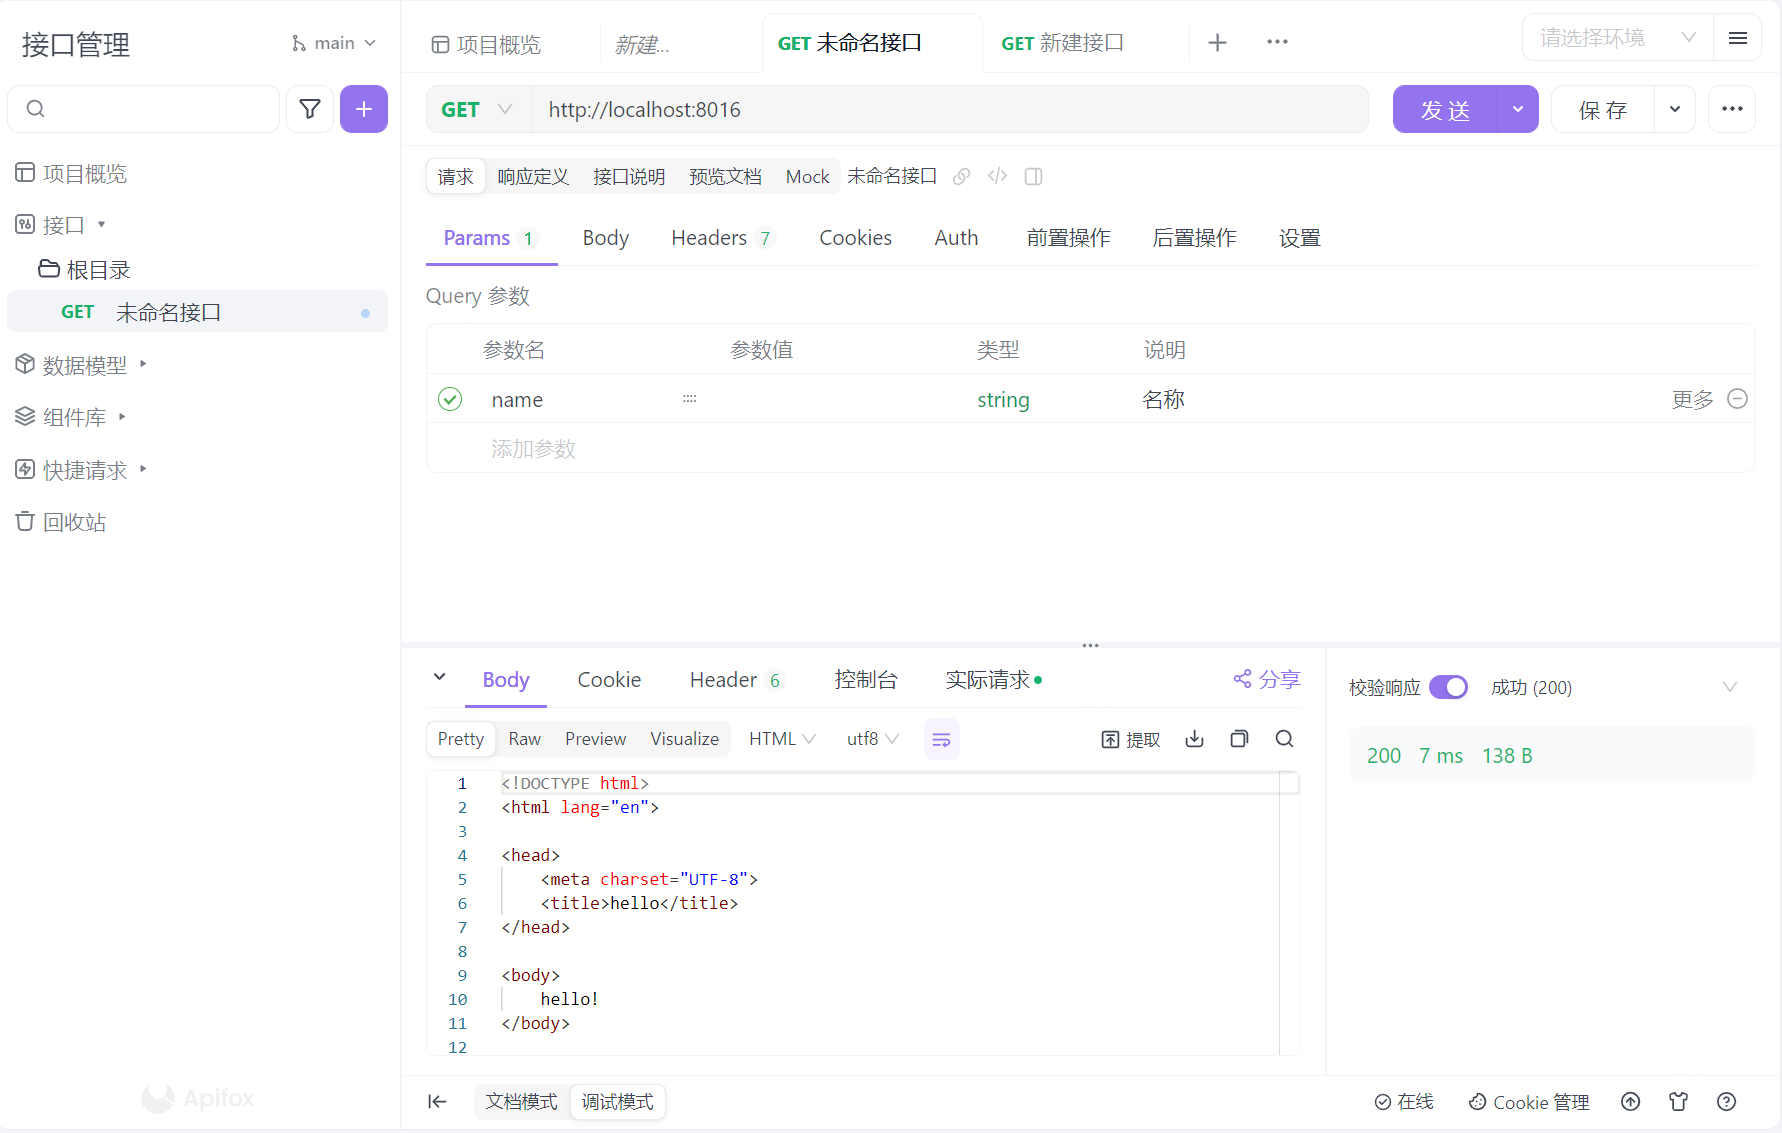 接口管理
main
项目概览
接口
根目录
GET 未命名接口
数据模型
组件库
快捷请求
回收站
Apifox
项目概览
新建...
GET 未命名接口
GET 新建接口
请选择环境
GET http://localhost:8016
发 送
保 存
请求 响应定义 接口说明 预览文档 Mock 未命名接口
Params 1 Body Headers 7 Cookies Auth 前置操作 后置操作 设置
Query 参数
参数名 参数值 类型 说明
name string 名称 更多
添加参数
Body Cookie Header 6 控制台 实际请求 分享
Pretty Raw Preview Visualize HTML utf8 提取
1 <!DOCTYPE html>
2 <html lang="en">
3
4 <head>
5 <meta charset="UTF-8">
6 <title>hello</title>
7 </head>
8
9 <body>
10 hello!
11 </body>
12
校验响应 成功 (200)
200 7 ms 138 B
文档模式 调试模式
在线 Cookie 管理